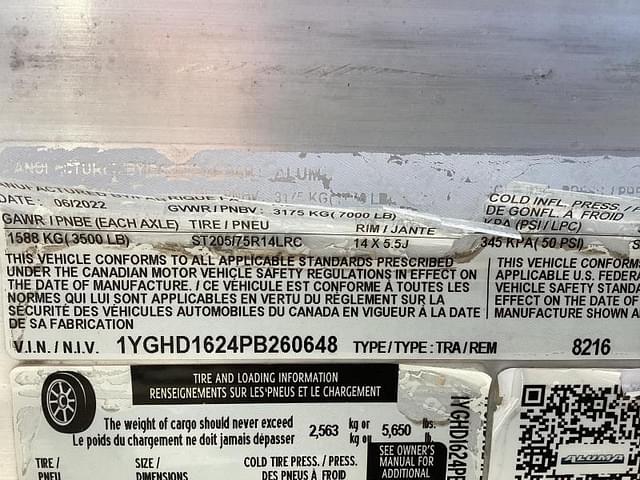 ALUM
DATE: 06/2022
GVWR / PNBV: 3175 KG (7000 LB)
COLD INFL. PRESS. /
DE GONFL. À FROID
KPA (PSI / LPC)
GAWR / PNBE (EACH AXLE) TIRE / PNEU RIM / JANTE
1588 KG( 3500 LB) ST205/75R14LRC 14 X 5.5J 345 KPA( 50 PSI)
THIS VEHICLE CONFORMS TO ALL APPLICABLE STANDARDS PRESCRIBED
UNDER THE CANADIAN MOTOR VEHICLE SAFETY REGULATIONS IN EFFECT ON
THE DATE OF MANUFACTURE. / CE VÉHICULE EST CONFORME À TOUTES LES
NORMES QUI LUI SONT APPLICABLES EN VERTU DU RÈGLEMENT SUR LA
SÉCURITÉ DES VÉHICULES AUTOMOBILES DU CANADA EN VIGUEUR À LA DATE
DE SA FABRICATION
THIS VEHICLE CONFORM
APPLICABLE U.S. FEDER
VEHICLE SAFETY STANDA
EFFECT ON THE DATE OF
MANUFACTURE SHOWN A
V.I.N. / N.I.V. 1YGHD1624PB260648 TYPE/TYPE: TRA/REM 8216
TIRE AND LOADING INFORMATION
RENSEIGNEMENTS SUR LES PNEUS ET LE CHARGEMENT
The weight of cargo should never exceed
Le poids du chargement ne doit jamais dépasser
2,563 kg or
kg ou
5,650 lbs.
TIRE /
PNEU
SIZE /
DIMENSIONS
COLD TIRE PRESS. / PRESS.
DES PNEUS À FROID
SEE OWNER'S
MANUAL FOR
ADDITIONAL
1YGHD1624PB
ALUMA